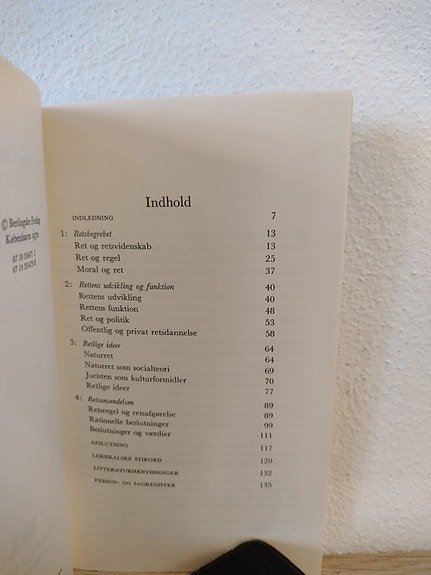 © Berlingske Forlag
København 1972
Indhold
INDLEDNING 7
1: Retsbegrebet 13
Ret og retsvidenskab 13
Ret og regel 25
Moral og ret 37
2: Rettens udvikling og funktion 40
Rettens udvikling 40
Rettens funktion 48
Ret og politik 53
Offentlig og privat retsdannelse 58
3: Retlige ideer 64
Naturret 64
Naturret som socialteori 69
Juristen som kulturformidler 70
Retlige ideer 77
4: Retsanvendelsen 89
Retsregel og retsafgørelse 89
Rationelle beslutninger 99
Beslutninger og værdier 111
AFSLUTNING 117
LEKSIKALSKE STIKORD 120
LITTERATURHENVISNINGER 132
PERSON- OG SAGREGISTER 135